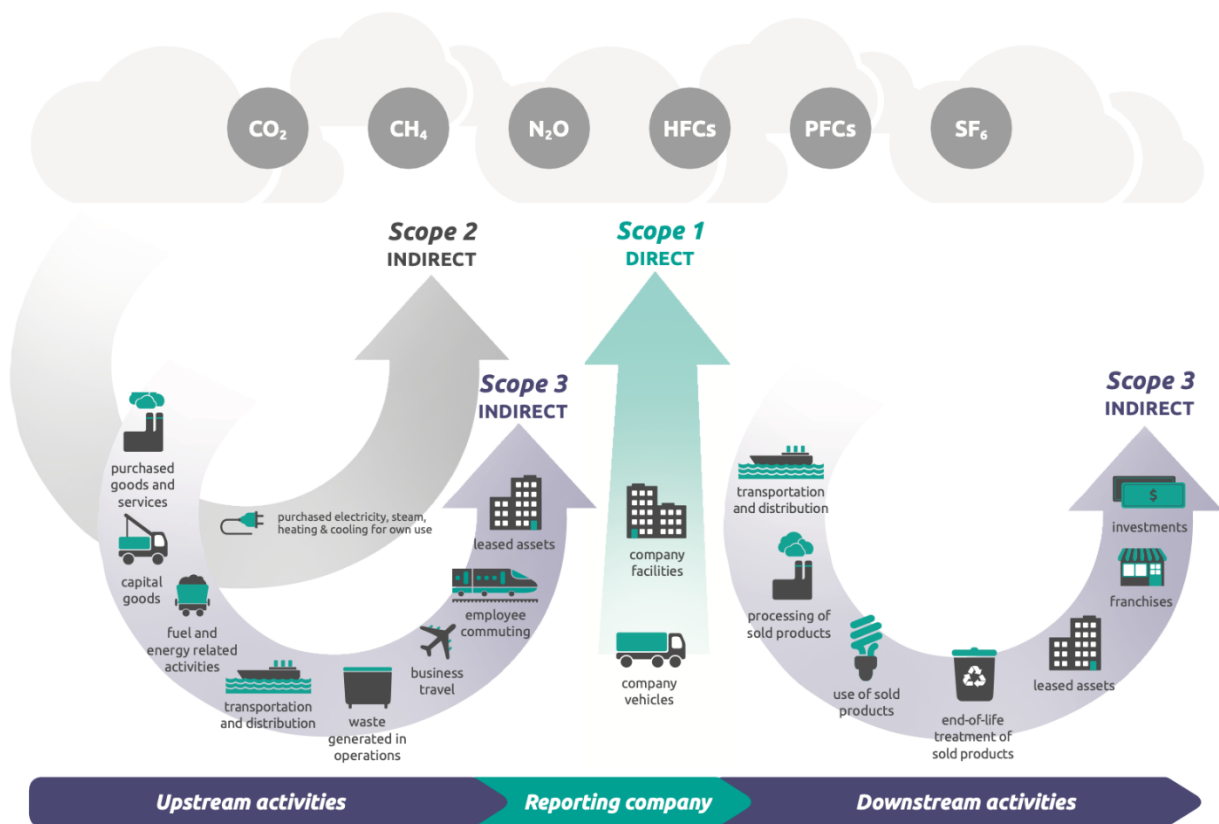 CO₂
CH₄
N₂O
HFCs
PFCs
SF₆
Scope 2
INDIRECT
Scope 1
DIRECT
Scope 3
INDIRECT
Scope 3
INDIRECT
purchased
goods and
services
capital
goods
fuel and
energy related
activities
transportation
and distribution
waste
generated in
operations
business
travel
employee
commuting
leased assets
purchased electricity, steam,
heating & cooling for own use
company
facilities
company
vehicles
transportation
and distribution
processing of
sold products
use of sold
products
end-of-life
treatment of
sold products
leased assets
franchises
investments
$
Upstream activities
Reporting company
Downstream activities